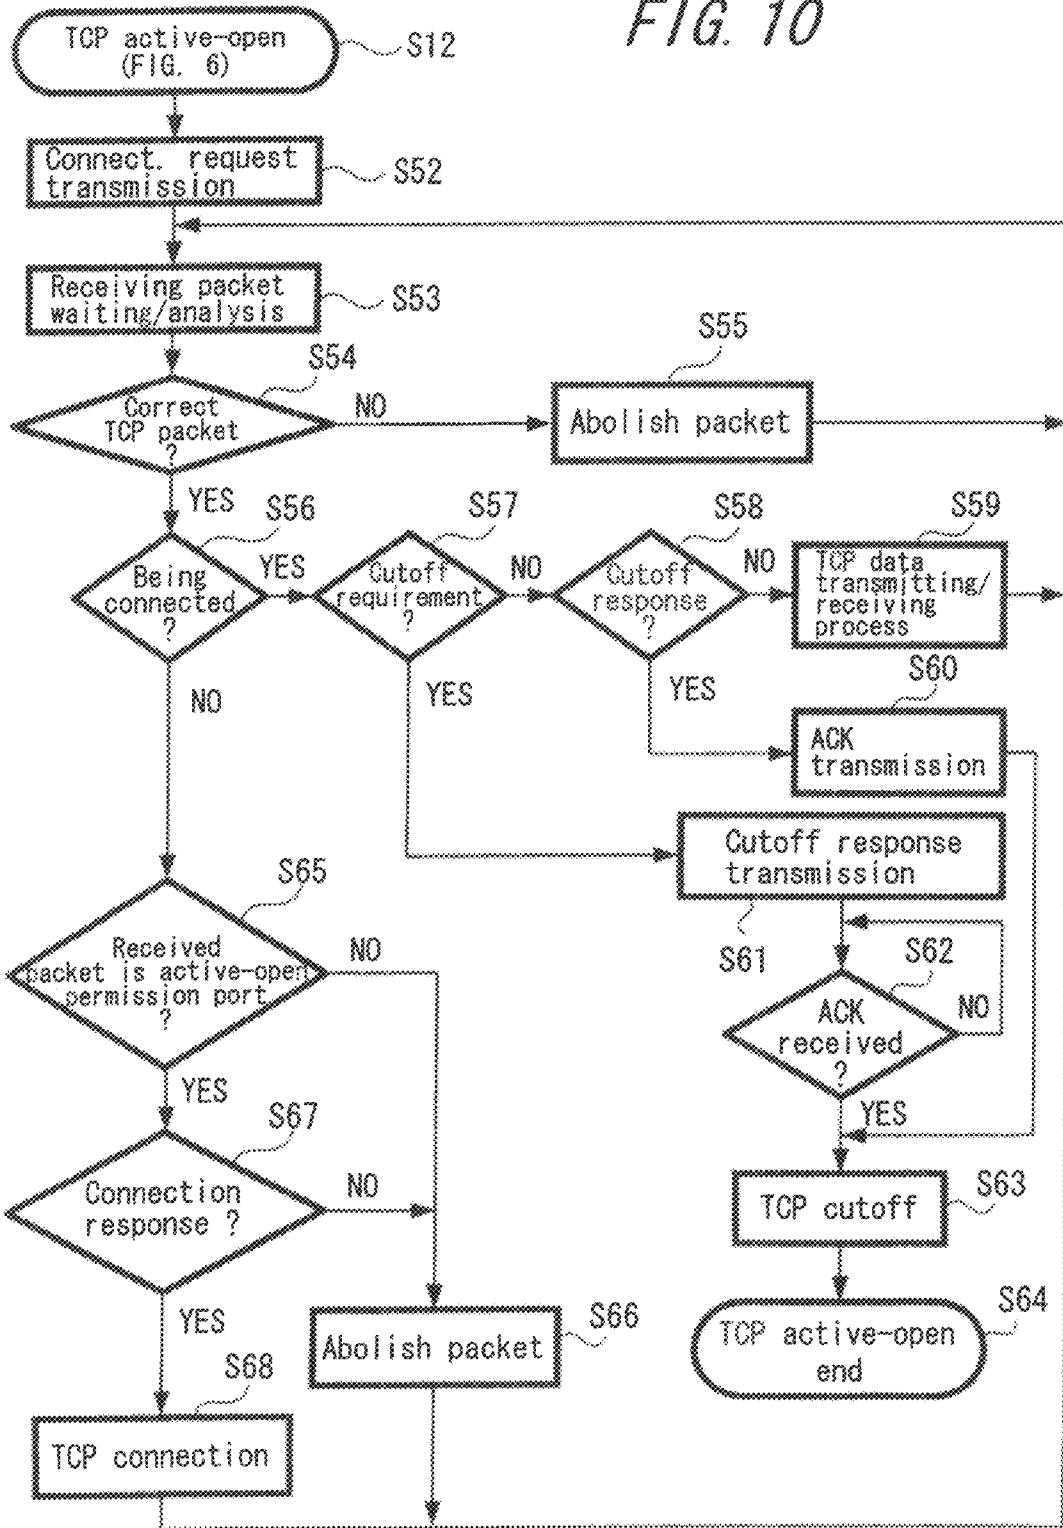 FIG. 10
TCP active-open
(FIG. 6)
S12
Connect. request
transmission
S52
Receiving packet
waiting/analysis
S53
S54
Correct
TCP packet
?
NO
S55
Abolish packet
YES
S56
Being
connected
?
YES
S57
Cutoff
requirement
?
NO
S58
Cutoff
response
?
NO
S59
TCP data
transmitting/
receiving
process
NO
YES
YES
S60
ACK
transmission
Cutoff response
transmission
S61
S62
ACK
received
?
NO
YES
S63
TCP cutoff
S64
TCP active-open
end
S65
Received
packet is active-open
permission port
?
NO
YES
S67
Connection
response ?
NO
YES
S66
Abolish packet
S68
TCP connection